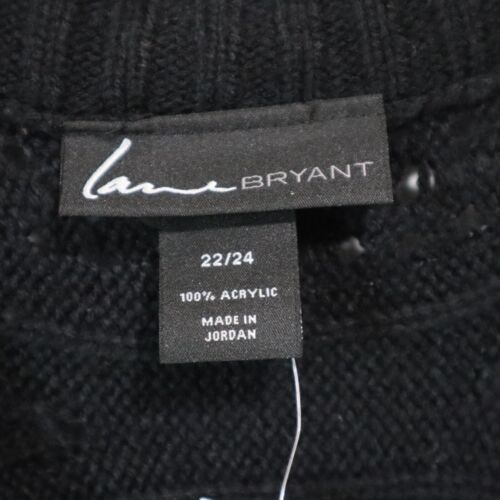 Lane BRYANT
22/24
100% ACRYLIC
MADE IN
JORDAN